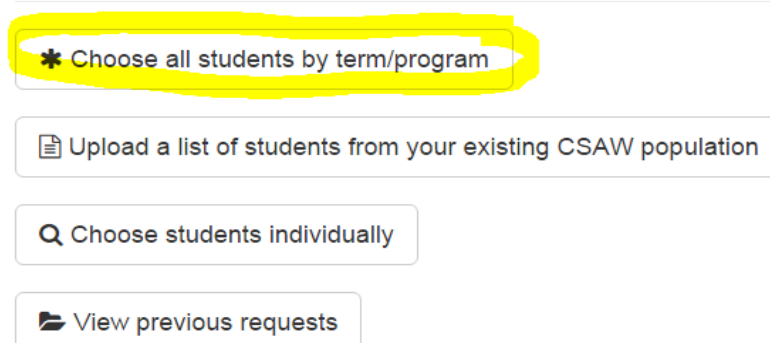 Choose all students by term/program
Upload a list of students from your existing CSAW population
Choose students individually
View previous requests